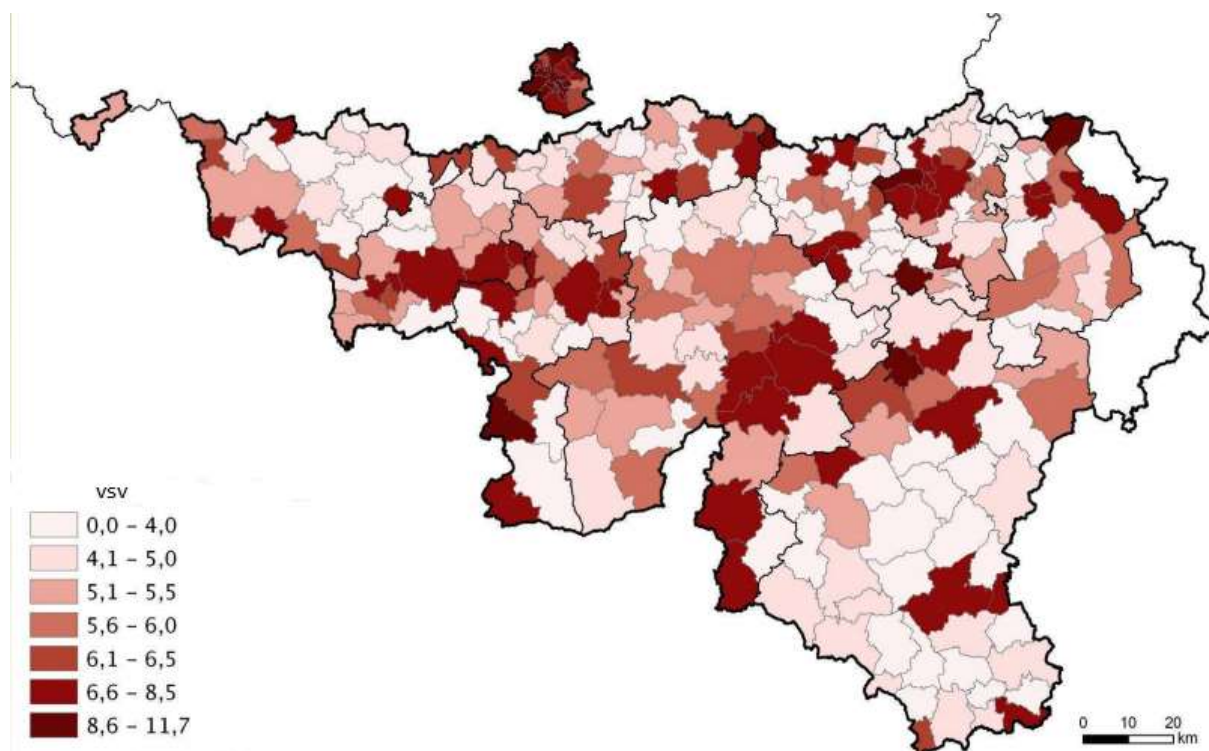 vsv
0,0 – 4,0
4,1 – 5,0
5,1 – 5,5
5,6 – 6,0
6,1 – 6,5
6,6 – 8,5
8,6 – 11,7
0 10 20
km